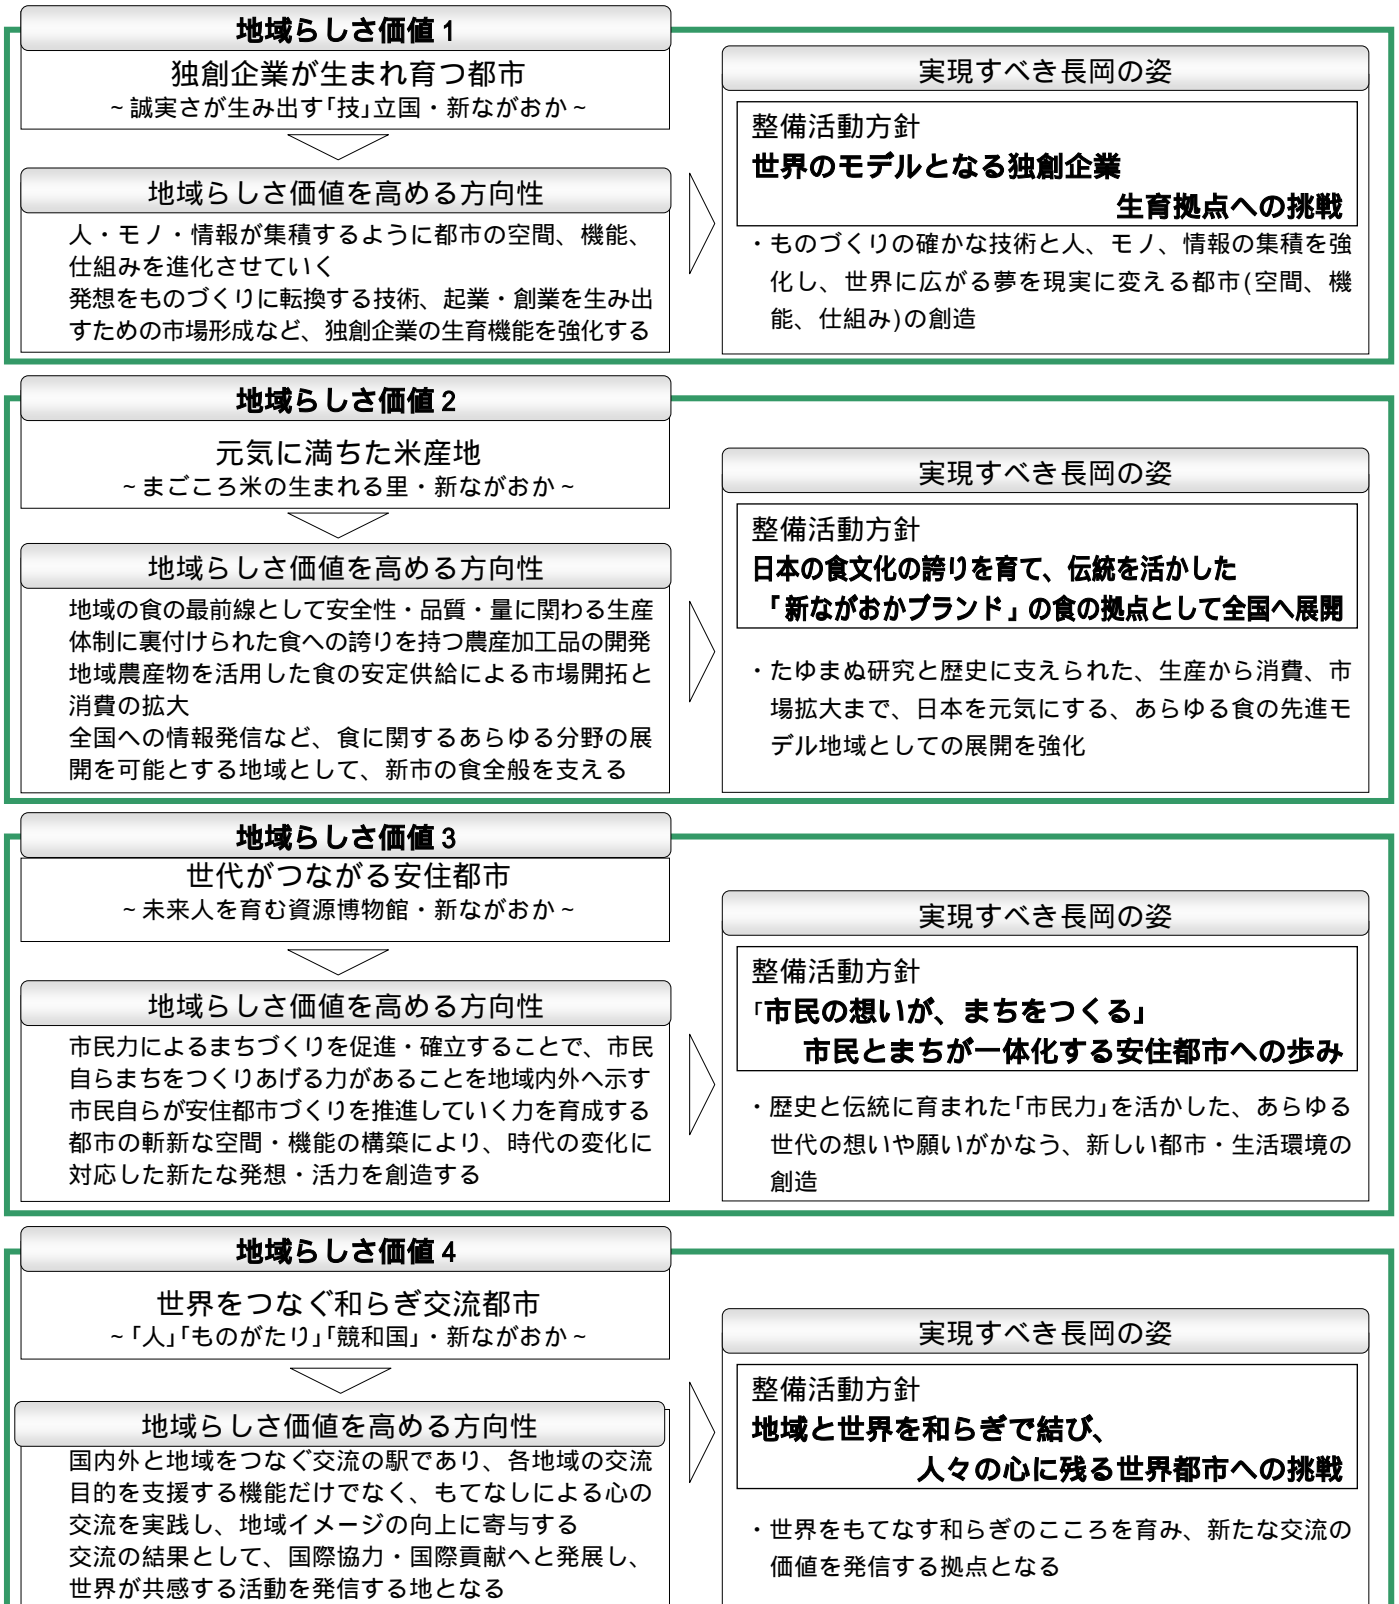 地域らしさ価値1
独創企業が生まれ育つ都市
~誠実さが生み出す「技」立国・新ながおか~
地域らしさ価値を高める方向性
人・モノ・情報が集積するように都市の空間、機能、
仕組みを進化させていく
発想をものづくりに転換する技術、起業・創業を生み出
すための市場形成など、独創企業の生育機能を強化する
実現すべき長岡の姿
整備活動方針
世界のモデルとなる独創企業
生育拠点への挑戦
・ものづくりの確かな技術と人、モノ、情報の集積を強
化し、世界に広がる夢を現実に変える都市(空間、機
能、仕組み)の創造
地域らしさ価値2
元気に満ちた米産地
~まごころ米の生まれる里・新ながおか~
地域らしさ価値を高める方向性
地域の食の最前線として安全性・品質・量に関わる生産
体制に裏付けられた食への誇りを持つ農産加工品の開発
地域農産物を活用した食の安定供給による市場開拓と
消費の拡大
全国への情報発信など、食に関するあらゆる分野の展
開を可能とする地域として、新市の食全般を支える
実現すべき長岡の姿
整備活動方針
日本の食文化の誇りを育て、伝統を活かした
「新ながおかブランド」の食の拠点として全国へ展開
・たゆまぬ研究と歴史に支えられた、生産から消費、市
場拡大まで、日本を元気にする、あらゆる食の先進モ
デル地域としての展開を強化
地域らしさ価値3
世代がつながる安住都市
~未来人を育む資源博物館・新ながおか~
地域らしさ価値を高める方向性
市民力によるまちづくりを促進・確立することで、市民
自らまちをつくりあげる力があることを地域内外へ示す
市民自らが安住都市づくりを推進していく力を育成する
都市の斬新な空間・機能の構築により、時代の変化に
対応した新たな発想・活力を創造する
実現すべき長岡の姿
整備活動方針
「市民の想いが、まちをつくる」
市民とまちが一体化する安住都市への歩み
・歴史と伝統に育まれた「市民力」を活かした、あらゆる
世代の想いや願いがかなう、新しい都市・生活環境の
創造
地域らしさ価値4
世界をつなぐ和らぎ交流都市
~「人」「ものがたり」「競和国」・新ながおか~
地域らしさ価値を高める方向性
国内外と地域をつなぐ交流の駅であり、各地域の交流
目的を支援する機能だけでなく、もてなしによる心の
交流を実践し、地域イメージの向上に寄与する
交流の結果として、国際協力・国際貢献へと発展し、
世界が共感する活動を発信する地となる
実現すべき長岡の姿
整備活動方針
地域と世界を和らぎで結び、
人々の心に残る世界都市への挑戦
・世界をもてなす和らぎのこころを育み、新たな交流の
価値を発信する拠点となる